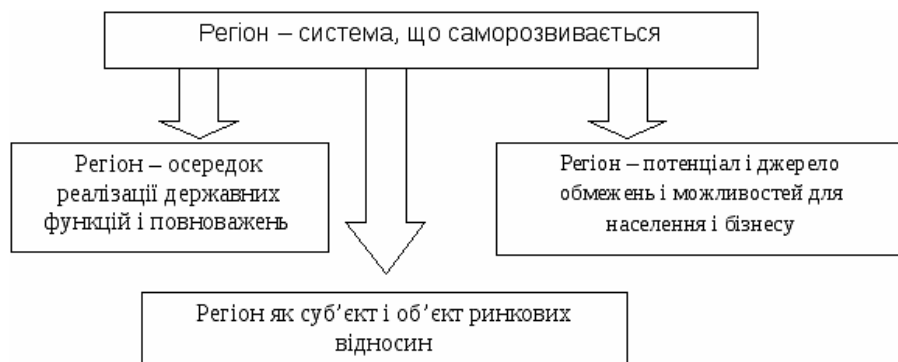 Регіон – система, що саморозвивається
Регіон – осередок
реалізації державних
функцій і повноважень
Регіон – потенціал і джерело
обмежень і можливостей для
населення і бізнесу
Регіон як суб’єкт і об’єкт ринкових
відносин